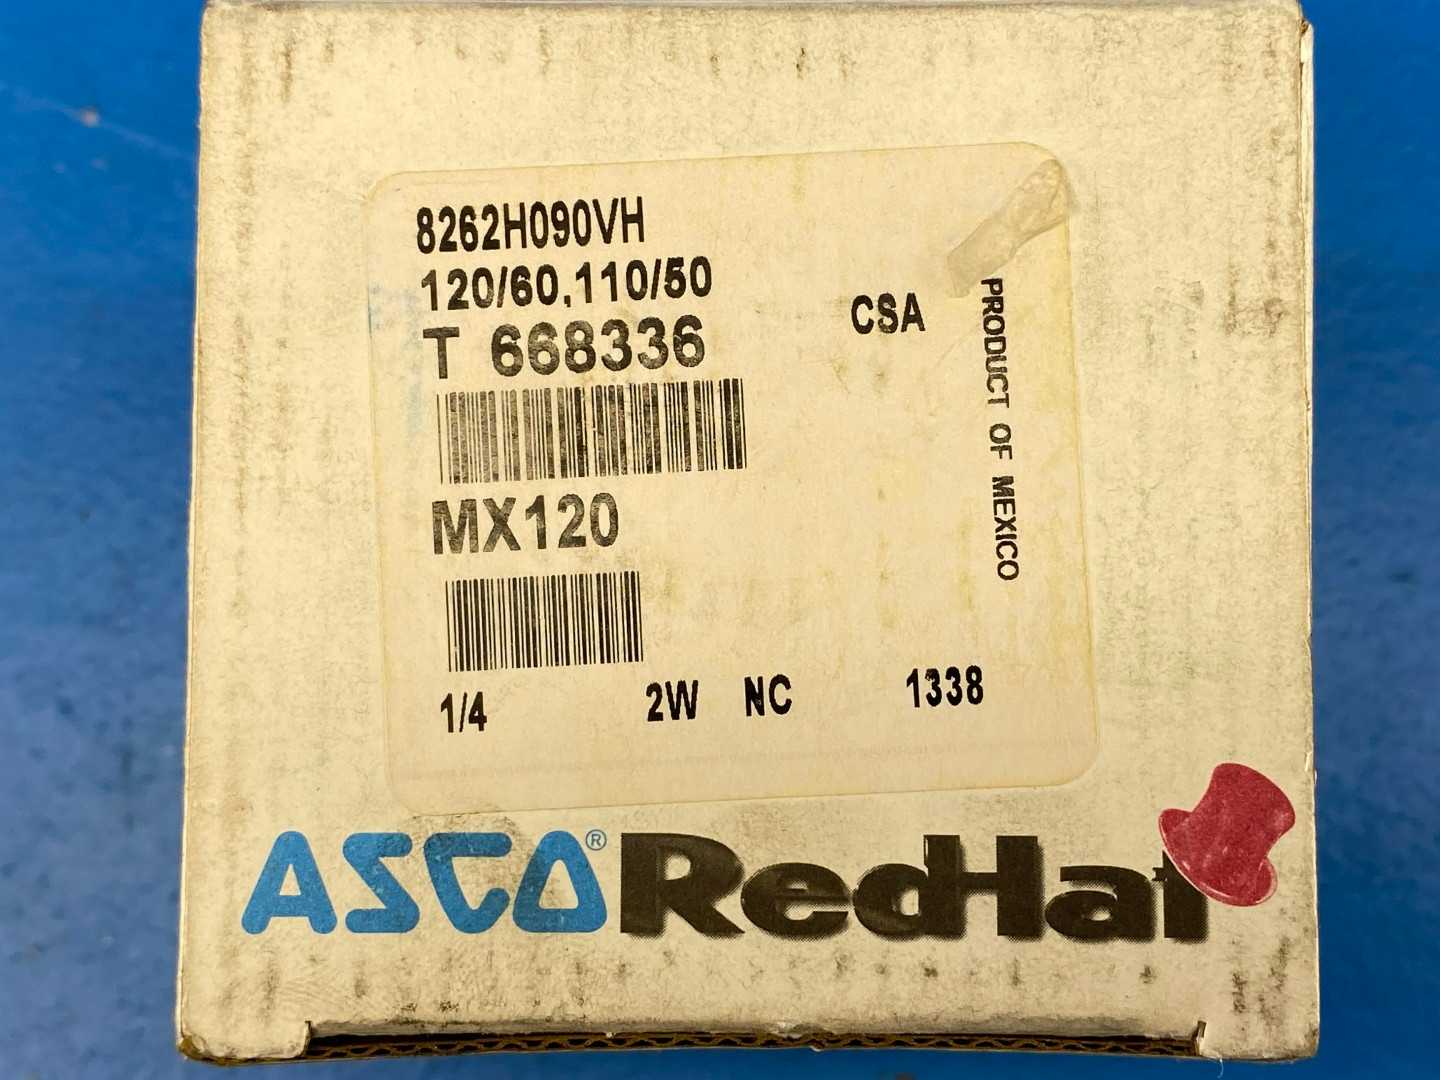 8262H090VH
120/60,110/50
T 668336
CSA
PRODUCT OF MEXICO
MX120
1/4 2W NC 1338
ASCO® RedHat